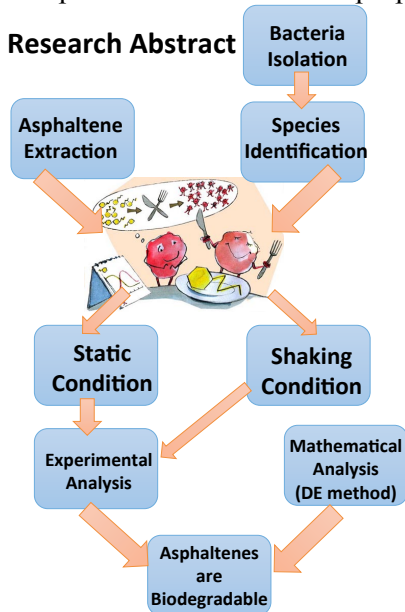 Research Abstract
Bacteria
Isolation
Asphaltene
Extraction
Species
Identification
Static
Condition
Shaking
Condition
Experimental
Analysis
Mathematical
Analysis
(DE method)
Asphaltenes
are
Biodegradable